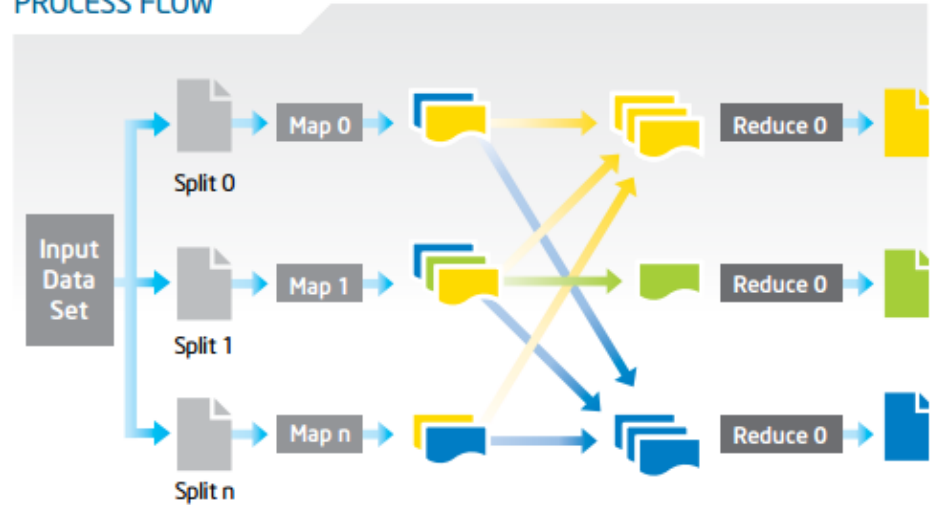 PROCESS FLOW
Map 0
Reduce 0
Split 0
Input
Data
Set
Map 1
Reduce 0
Split 1
Map n
Reduce 0
Split n